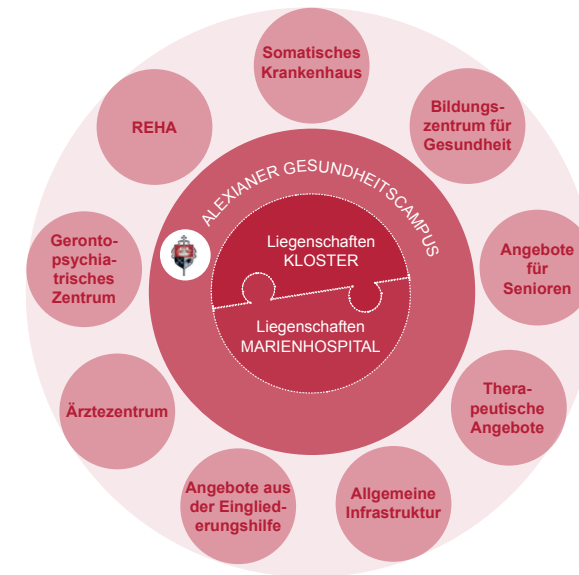 Somatisches
Krankenhaus
Bildungs-
zentrum für
Gesundheit
Angebote
für
Senioren
Thera-
peutische
Angebote
Allgemeine
Infrastruktur
Angebote aus
der Einglied-
erungshilfe
Ärztezentrum
Geronto-
psychia-
trisches
Zentrum
REHA
ALEXIANER GESUNDHEITSCAMPUS
Liegenschaften
KLOSTER
Liegenschaften
MARIENHOSPITAL